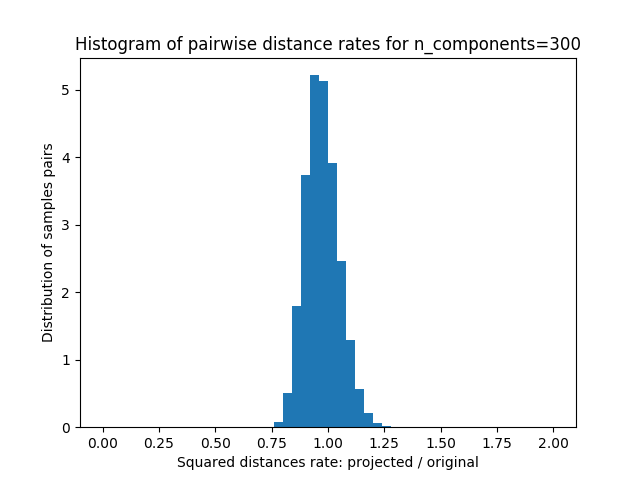 Histogram of pairwise distance rates for n_components=300
Distribution of samples pairs
5
4
3
2
1
0
0.00 0.25 0.50 0.75 1.00 1.25 1.50 1.75 2.00
Squared distances rate: projected / original